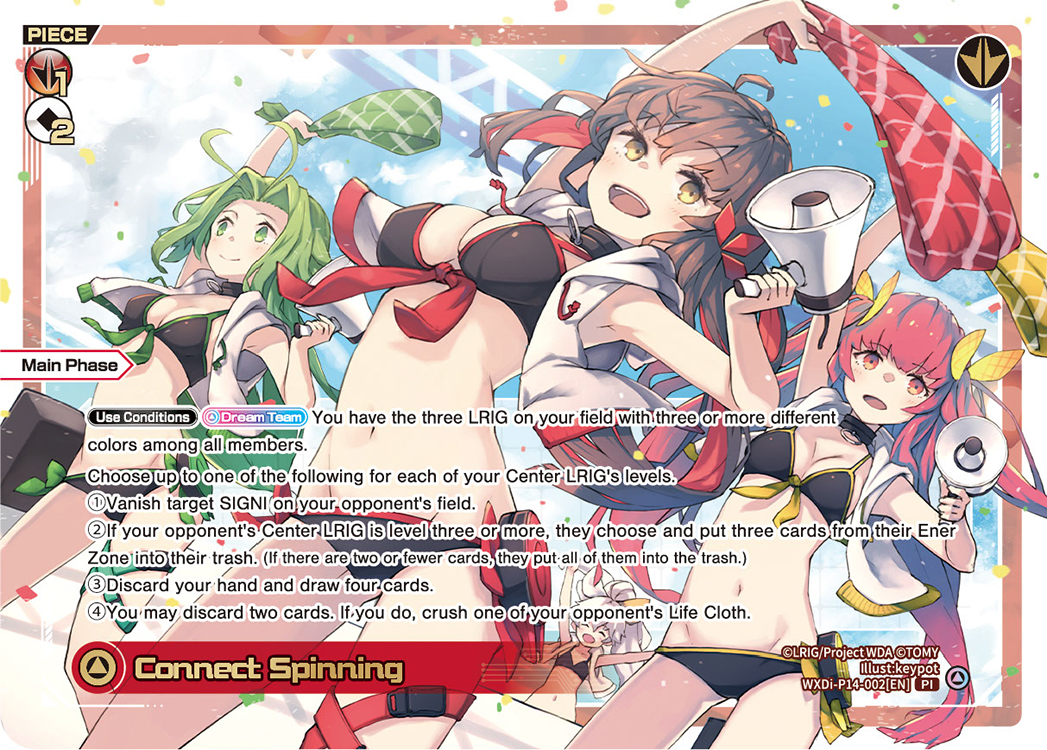 PIECE
1
2
Main Phase
Use Conditions Dream Team You have the three LRIG on your field with three or more different
colors among all members.
Choose up to one of the following for each of your Center LRIG's levels.
①Vanish target SIGNI on your opponent's field.
②If your opponent's Center LRIG is level three or more, they choose and put three cards from their Ener
Zone into their trash. (If there are two or fewer cards, they put all of them into the trash.)
③Discard your hand and draw four cards.
④You may discard two cards. If you do, crush one of your opponent's Life Cloth.
Connect Spinning
©LRIG/Project WDA ©TOMY
Illust:keypot
WXDi-P14-002[EN] PI